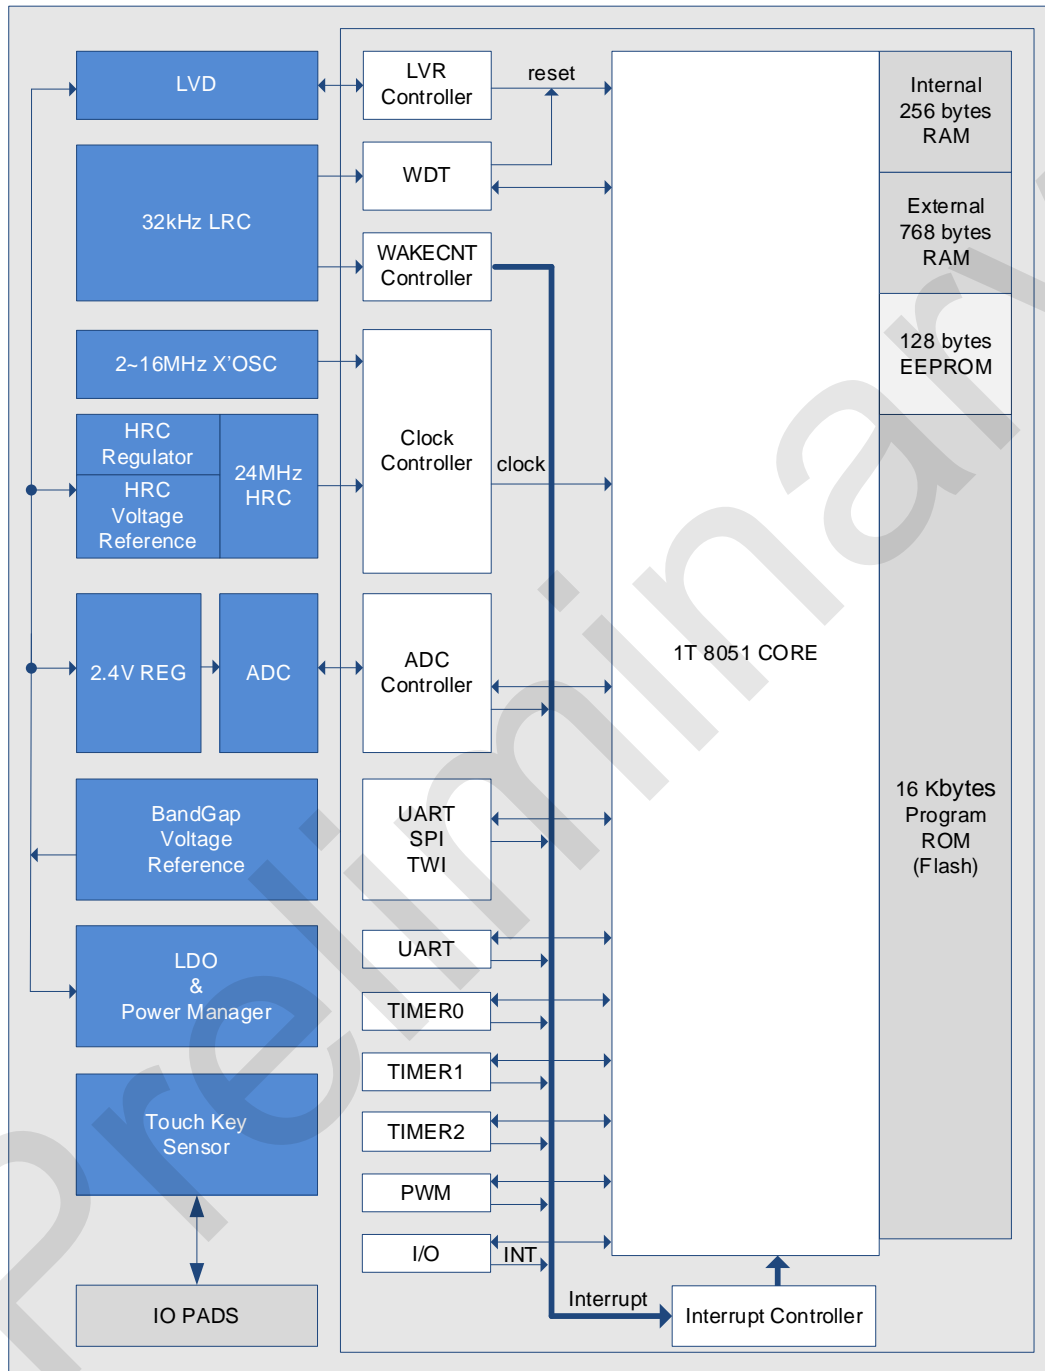 LVD
LVR
Controller
reset
Internal
256 bytes
RAM
32kHz LRC
WDT
External
768 bytes
RAM
WAKECNT
Controller
2~16MHz X'OSC
128 bytes
EEPROM
HRC
Regulator
HRC
Voltage
Reference
24MHz
HRC
Clock
Controller
clock
2.4V REG
ADC
ADC
Controller
1T 8051 CORE
BandGap
Voltage
Reference
UART
SPI
TWI
16 Kbytes
Program
ROM
(Flash)
LDO
&
Power Manager
UART
TIMER0
TIMER1
Touch Key
Sensor
TIMER2
PWM
I/O
INT
IO PADS
Interrupt
Interrupt Controller
Preliminary